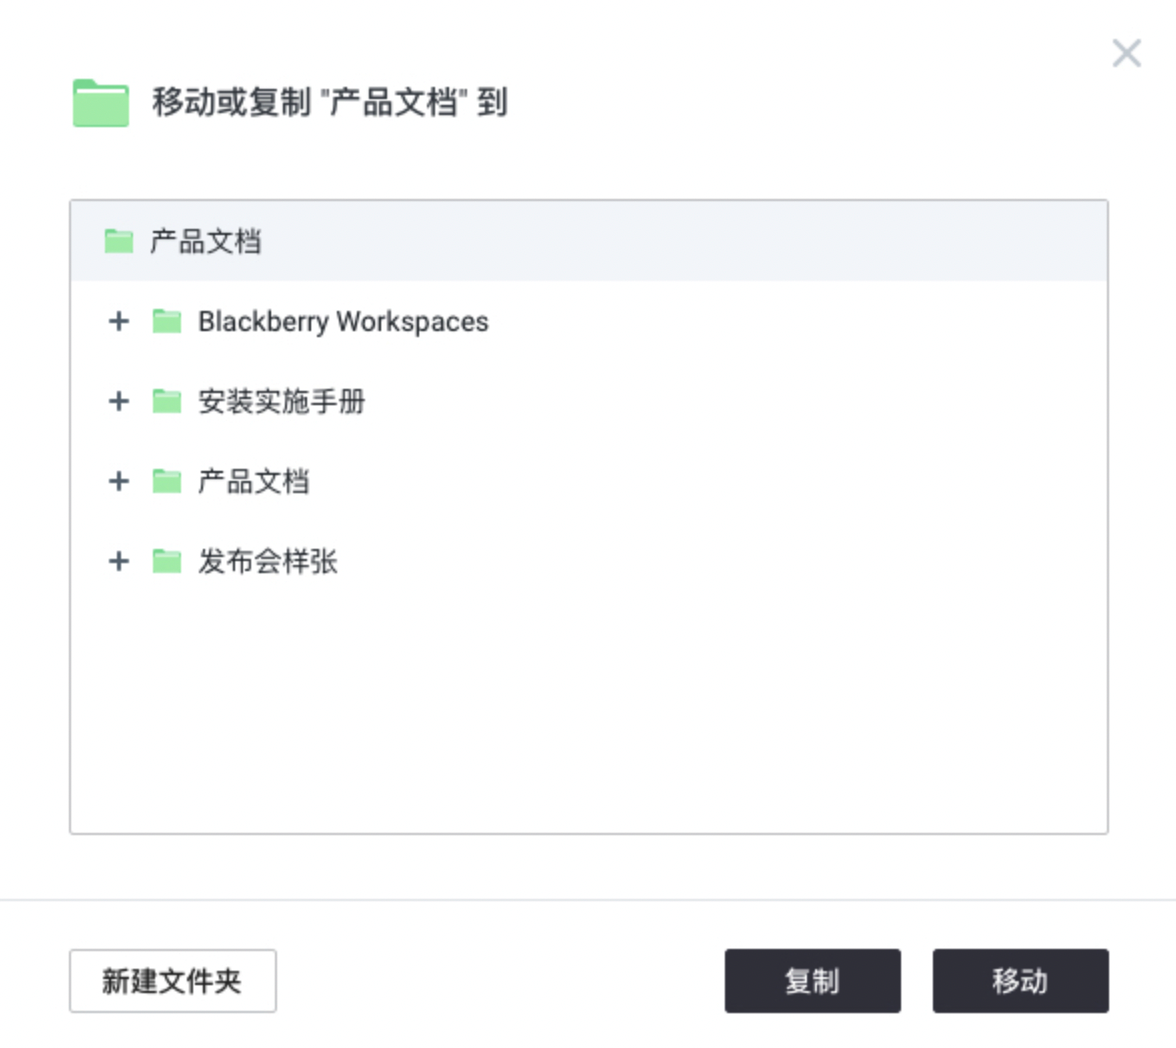 移动或复制 "产品文档" 到
产品文档
Blackberry Workspaces
安装实施手册
产品文档
发布会样张
新建文件夹
复制
移动